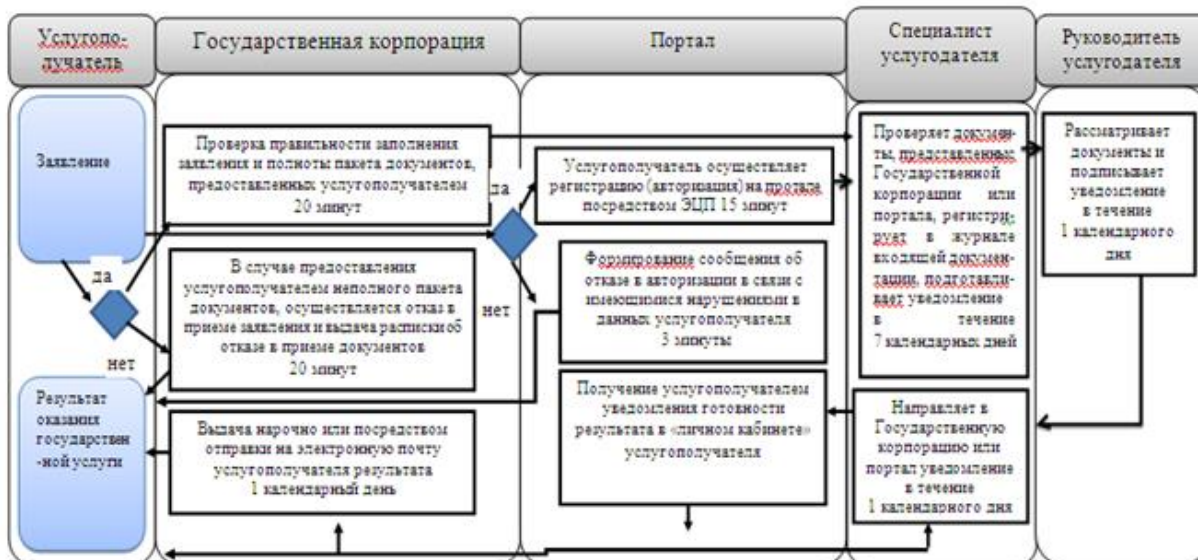 Услугопо-
лучатель
Государственная корпорация
Портал
Специалист
услугодателя
Руководитель
услугодателя
Заявление
да
нет
Результат
оказания
государствен
-ной услуги
Проверка правильности заполнения
заявления и полноты пакета документов,
предоставленных услугополучателем
20 минут
В случае предоставления
услугополучателем неполного пакета
документов, осуществляется отказ в
приеме заявления и выдача расписки об
отказе в приеме документов
20 минут
Выдача нарочно или посредством
отправки на электронную почту
услугополучателя результата
1 календарный день
да
нет
Услугополучатель осуществляет
регистрацию (авторизация) на протале
посредством ЭЦП 15 минут
Формирование сообщения об
отказе в авторизации в связи с
имеющимися нарушениями в
данных услугополучателя
3 минуты
Получение услугополучателем
уведомления готовности
результата в «личном кабинете»
услугополучателя
Проверяет докумен-
ты, представленных
Государственной
корпорации или
портала, регистри-
рует в журнале
входящей докумен-
тации, подготавли-
вает уведомление
в течение
7 календарных дней
Направляет в
Государственную
корпорацию или
портал уведомление
в течение
1 календарного дня
Рассматривает
документы и
подписывает
уведомление
в течение
1 календарного
дня